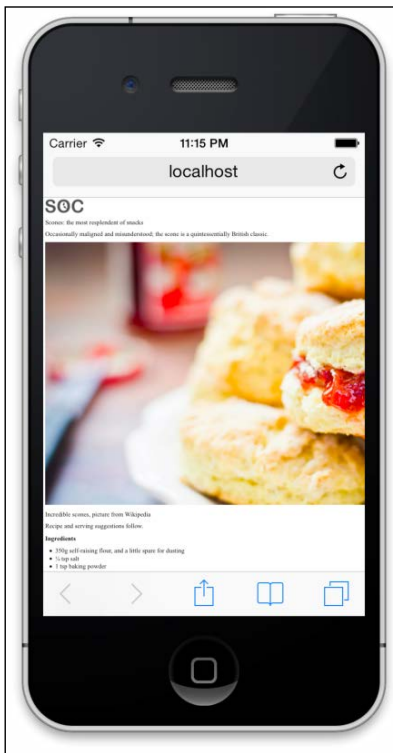 Carrier 11:15 PM
localhost
SOC
Scones: the most resplendent of snacks
Occasionally maligned and misunderstood; the scone is a quintessentially British classic.
Incredible scones, picture from Wikipedia
Recipe and serving suggestions follow.
Ingredients
350g self-raising flour, and a little spare for dusting
¼ tsp salt
1 tsp baking powder